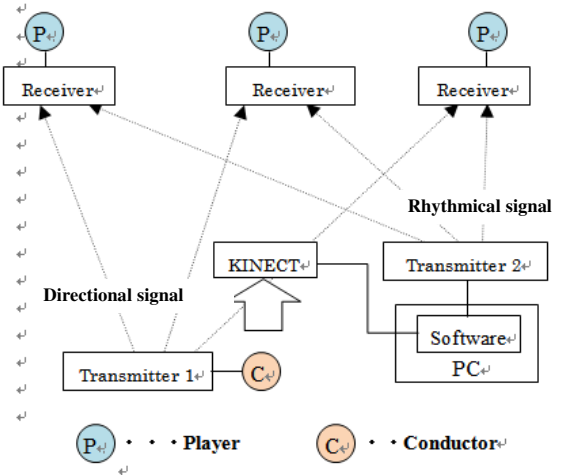 P P P
Receiver Receiver Receiver
Rhythmical signal
KINECT Transmitter 2
Directional signal
Software
PC
Transmitter 1 C
P ・・・Player C ・・Conductor